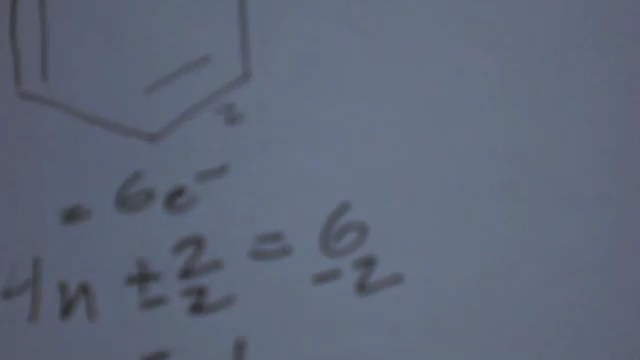 2
= 6e⁻
4n + 2 = 6
- 2 - 2